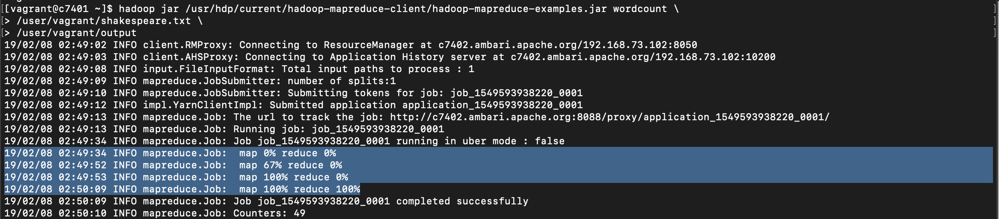 [[vagrant@c7401 ~]$ hadoop jar /usr/hdp/current/hadoop-mapreduce-client/hadoop-mapreduce-examples.jar wordcount \ ]
[> /user/vagrant/shakespeare.txt \ ]
[> /user/vagrant/output ]
19/02/08 02:49:02 INFO client.RMProxy: Connecting to ResourceManager at c7402.ambari.apache.org/192.168.73.102:8050
19/02/08 02:49:03 INFO client.AHSProxy: Connecting to Application History server at c7402.ambari.apache.org/192.168.73.102:10200
19/02/08 02:49:08 INFO input.FileInputFormat: Total input paths to process : 1
19/02/08 02:49:09 INFO mapreduce.JobSubmitter: number of splits:1
19/02/08 02:49:10 INFO mapreduce.JobSubmitter: Submitting tokens for job: job_1549593938220_0001
19/02/08 02:49:12 INFO impl.YarnClientImpl: Submitted application application_1549593938220_0001
19/02/08 02:49:13 INFO mapreduce.Job: The url to track the job: http://c7402.ambari.apache.org:8088/proxy/application_1549593938220_0001/
19/02/08 02:49:13 INFO mapreduce.Job: Running job: job_1549593938220_0001
19/02/08 02:49:34 INFO mapreduce.Job: Job job_1549593938220_0001 running in uber mode : false
19/02/08 02:49:34 INFO mapreduce.Job:  map 0% reduce 0%
19/02/08 02:49:52 INFO mapreduce.Job:  map 67% reduce 0%
19/02/08 02:49:53 INFO mapreduce.Job:  map 100% reduce 0%
19/02/08 02:50:09 INFO mapreduce.Job:  map 100% reduce 100%
19/02/08 02:50:09 INFO mapreduce.Job: Job job_1549593938220_0001 completed successfully
19/02/08 02:50:10 INFO mapreduce.Job: Counters: 49